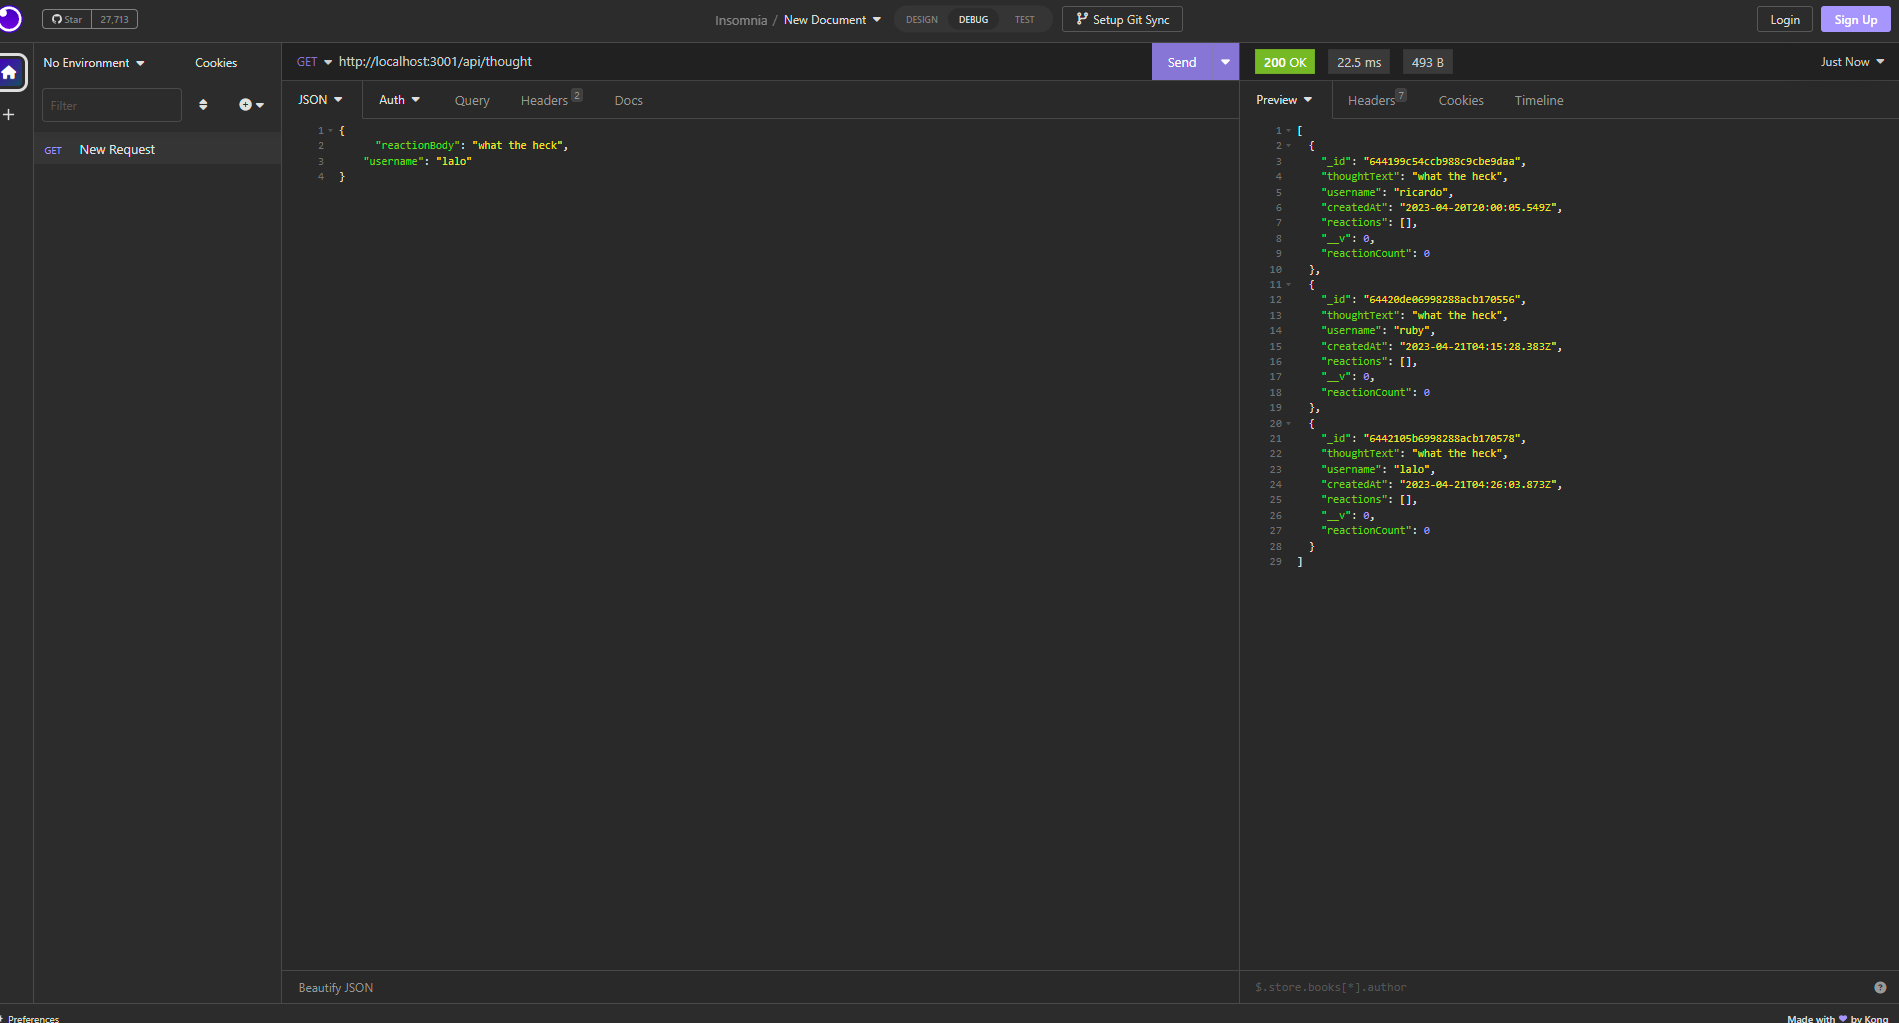 Star 27,713 Insomnia / New Document DESIGN DEBUG TEST Setup Git Sync Login Sign Up
No Environment Cookies GET http://localhost:3001/api/thought Send 200 OK 22.5 ms 493 B Just Now
Filter JSON Auth Query Headers 2 Docs Preview Headers 7 Cookies Timeline
GET New Request
1 {
2 "reactionBody": "what the heck",
3 "username": "lalo"
4 }
1 [
2 {
3 "_id": "644199c54ccb988c9cbe9daa",
4 "thoughtText": "what the heck",
5 "username": "ricardo",
6 "createdAt": "2023-04-20T20:00:05.549Z",
7 "reactions": [],
8 "__v": 0,
9 "reactionCount": 0
10 },
11 {
12 "_id": "64420de06998288acb170556",
13 "thoughtText": "what the heck",
14 "username": "ruby",
15 "createdAt": "2023-04-21T04:15:28.383Z",
16 "reactions": [],
17 "__v": 0,
18 "reactionCount": 0
19 },
20 {
21 "_id": "6442105b6998288acb170578",
22 "thoughtText": "what the heck",
23 "username": "lalo",
24 "createdAt": "2023-04-21T04:26:03.873Z",
25 "reactions": [],
26 "__v": 0,
27 "reactionCount": 0
28 }
29 ]
Beautify JSON $.store.books[*].author ?
Preferences Made with ♥ by Kong